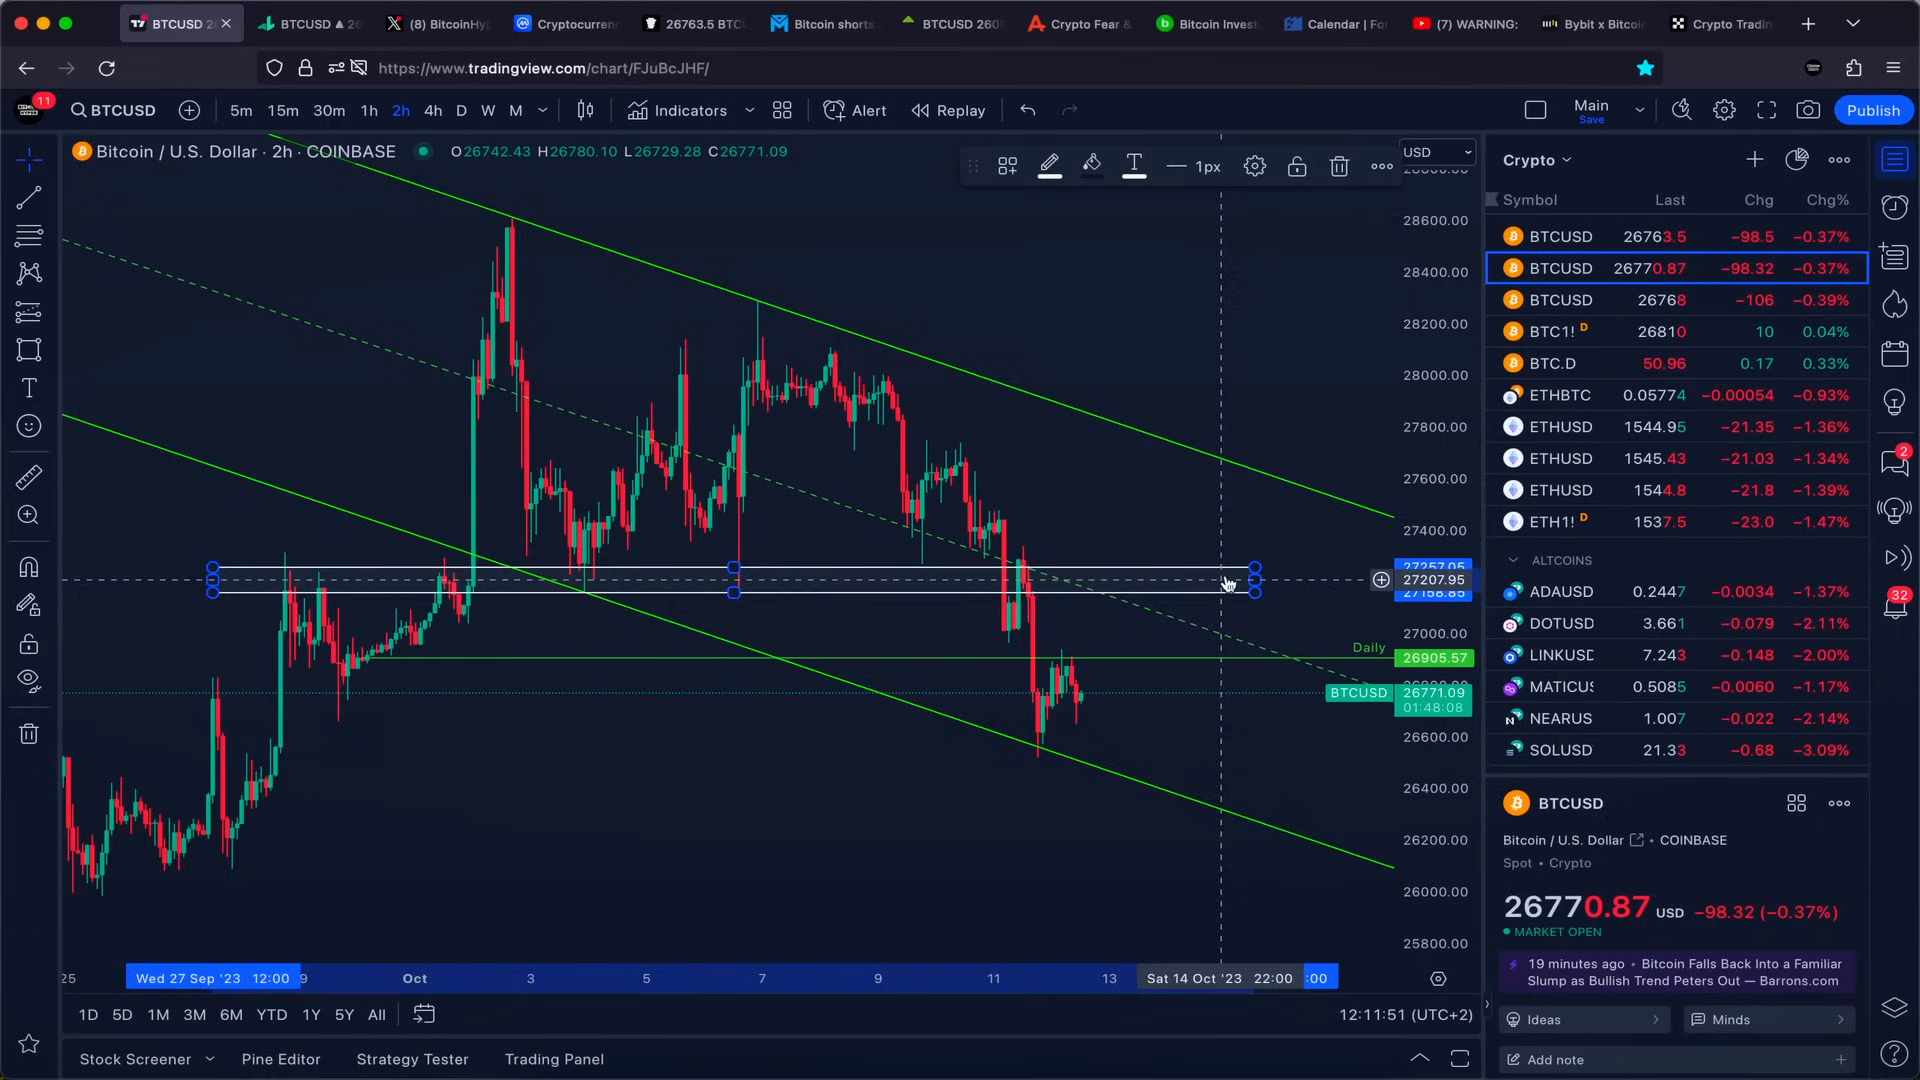 BTCUSD 2
BTCUSD ▲ 26
(8) BitcoinHy
Cryptocurren
26763.5 BTC
Bitcoin shorts
BTCUSD 260
Crypto Fear &
Bitcoin Invest
Calendar | Fo
(7) WARNING:
Bybit x Bitcoi
Crypto Tradin
https://www.tradingview.com/chart/FJuBcJHF/
11
BTCUSD
5m 15m 30m 1h 2h 4h D W M
Indicators
Alert
Replay
Main
Save
Publish
Bitcoin / U.S. Dollar · 2h · COINBASE
O26742.43 H26780.10 L26729.28 C26771.09
1px
USD
28600.00
28400.00
28200.00
28000.00
27800.00
27600.00
27400.00
27257.05
27207.95
27158.85
27000.00
Daily
26905.57
BTCUSD
26771.09
01:48:08
26600.00
26400.00
26200.00
26000.00
25800.00
25
Wed 27 Sep '23 12:00
9
Oct
3
5
7
9
11
13
Sat 14 Oct '23 22:00
:00
1D 5D 1M 3M 6M YTD 1Y 5Y All
12:11:51 (UTC+2)
Stock Screener
Pine Editor
Strategy Tester
Trading Panel
Crypto
Symbol Last Chg Chg%
BTCUSD 26763.5 −98.5 −0.37%
BTCUSD 26770.87 −98.32 −0.37%
BTCUSD 26768 −106 −0.39%
BTC1! D 26810 10 0.04%
BTC.D 50.96 0.17 0.33%
ETHBTC 0.05774 −0.00054 −0.93%
ETHUSD 1544.95 −21.35 −1.36%
ETHUSD 1545.43 −21.03 −1.34%
ETHUSD 1544.8 −21.8 −1.39%
ETH1! D 1537.5 −23.0 −1.47%
ALTCOINS
ADAUSD 0.2447 −0.0034 −1.37%
DOTUSD 3.661 −0.079 −2.11%
LINKUSD 7.243 −0.148 −2.00%
MATICUS 0.5085 −0.0060 −1.17%
NEARUS 1.007 −0.022 −2.14%
SOLUSD 21.33 −0.68 −3.09%
BTCUSD
Bitcoin / U.S. Dollar • COINBASE
Spot • Crypto
26770.87 USD −98.32 (−0.37%)
MARKET OPEN
19 minutes ago • Bitcoin Falls Back Into a Familiar
Slump as Bullish Trend Peters Out — Barrons.com
Ideas
Minds
Add note
2
32